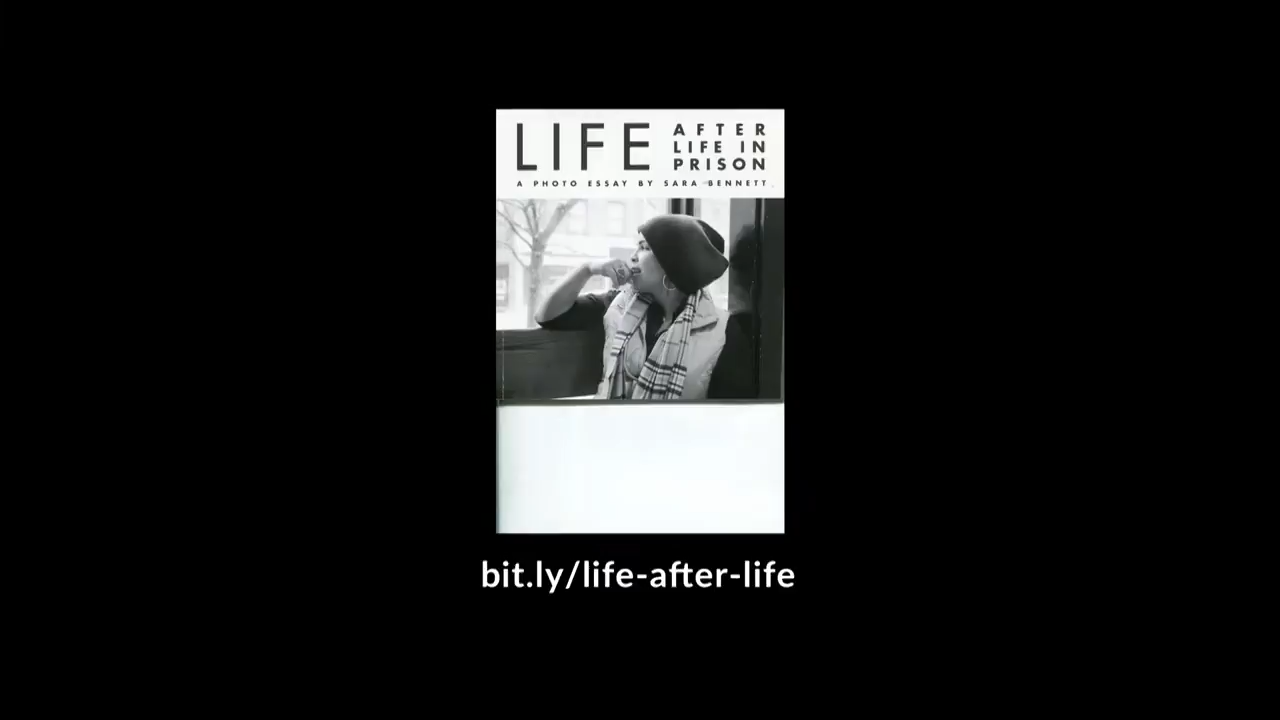 LIFE
AFTER
LIFE IN
PRISON
A PHOTO ESSAY BY SARA BENNETT
bit.ly/life-after-life